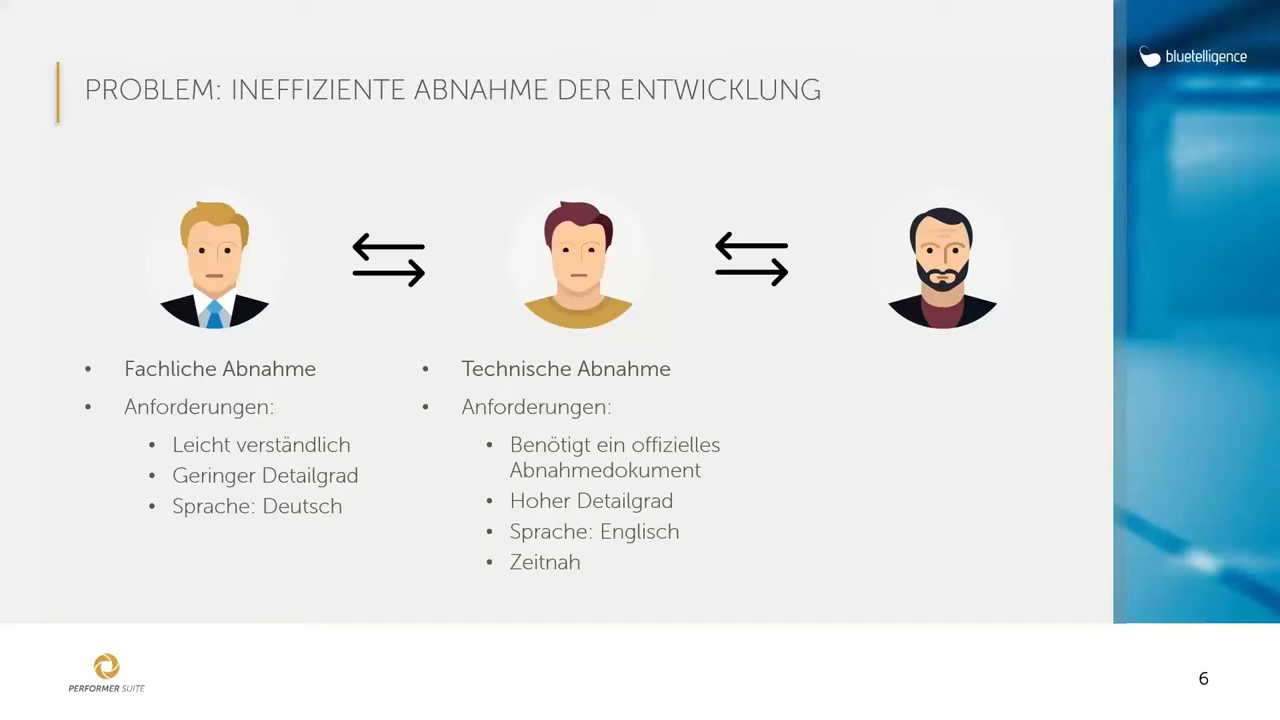 bluetelligence
PROBLEM: INEFFIZIENTE ABNAHME DER ENTWICKLUNG
• Fachliche Abnahme
• Anforderungen:
• Leicht verständlich
• Geringer Detailgrad
• Sprache: Deutsch
• Technische Abnahme
• Anforderungen:
• Benötigt ein offizielles
Abnahmedokument
• Hoher Detailgrad
• Sprache: Englisch
• Zeitnah
PERFORMER SUITE
6